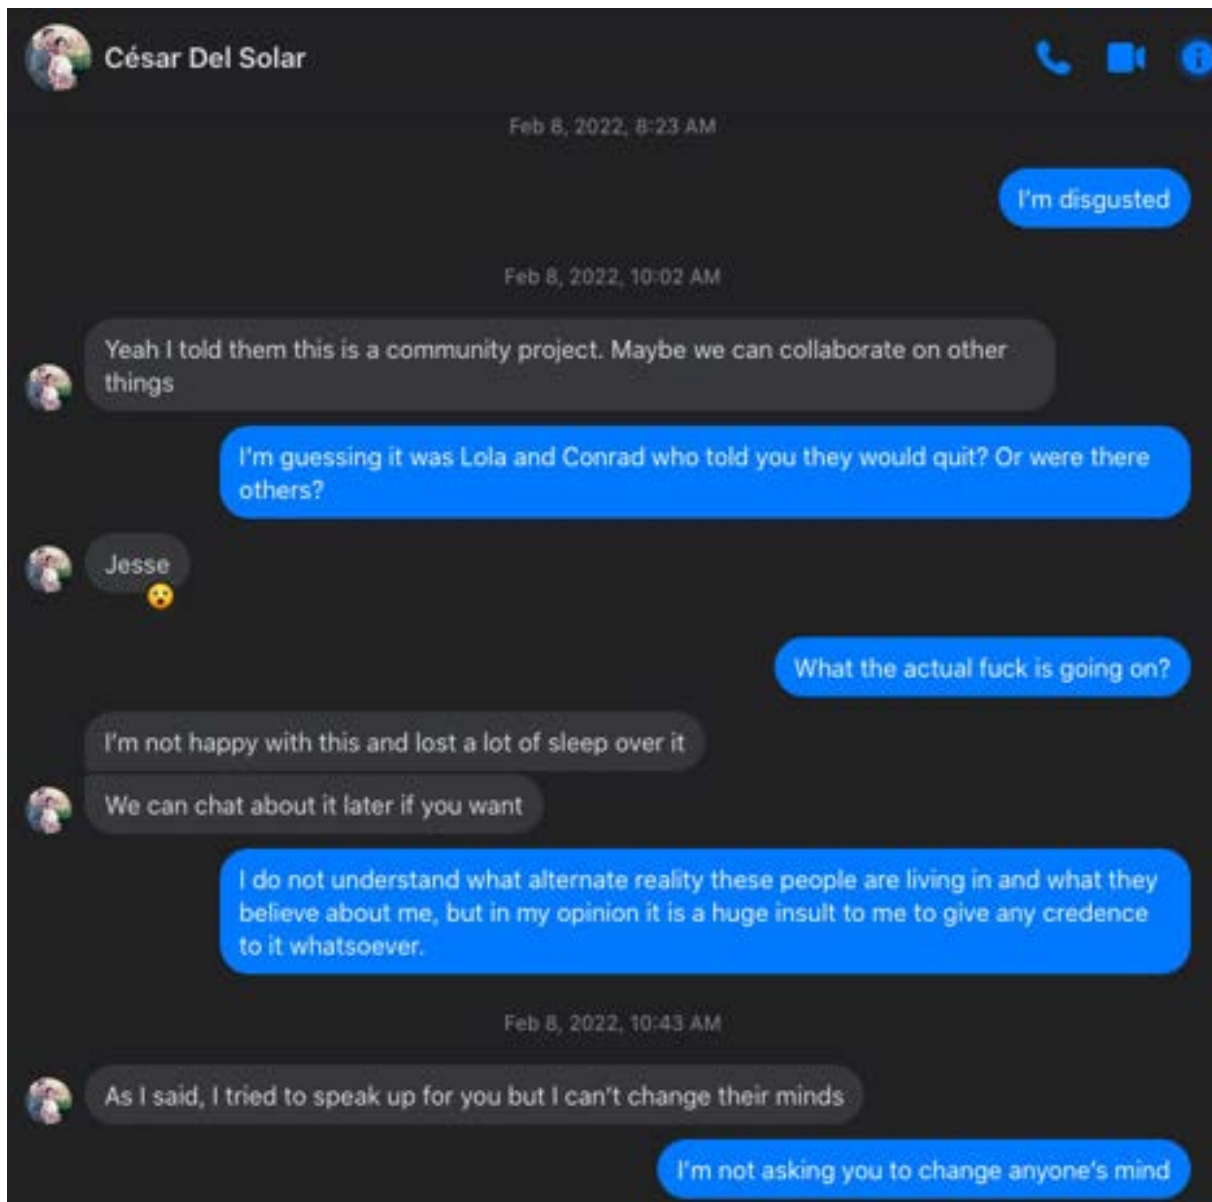 César Del Solar
Feb 8, 2022, 8:23 AM
I'm disgusted
Feb 8, 2022, 10:02 AM
Yeah I told them this is a community project. Maybe we can collaborate on other
things
I'm guessing it was Lola and Conrad who told you they would quit? Or were there
others?
Jesse
What the actual fuck is going on?
I'm not happy with this and lost a lot of sleep over it
We can chat about it later if you want
I do not understand what alternate reality these people are living in and what they
believe about me, but in my opinion it is a huge insult to me to give any credence
to it whatsoever.
Feb 8, 2022, 10:43 AM
As I said, I tried to speak up for you but I can't change their minds
I'm not asking you to change anyone's mind